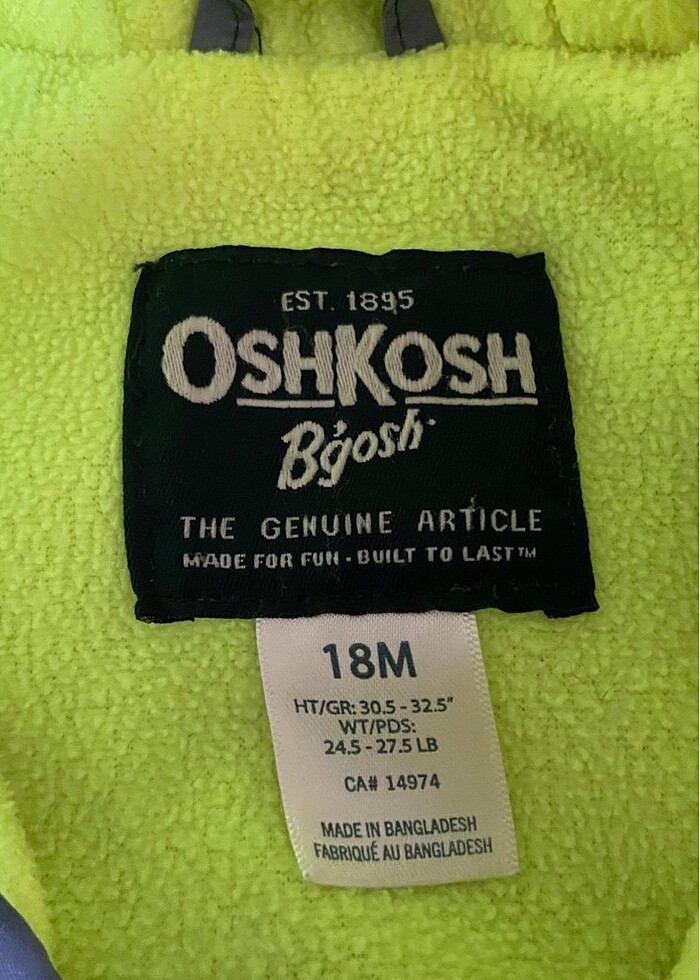 EST. 1895
OSHKOSH
B'gosh
THE GENUINE ARTICLE
MADE FOR FUN · BUILT TO LAST™
18M
HT/GR: 30.5 - 32.5"
WT/PDS:
24.5 - 27.5 LB
CA# 14974
MADE IN BANGLADESH
FABRIQUÉ AU BANGLADESH